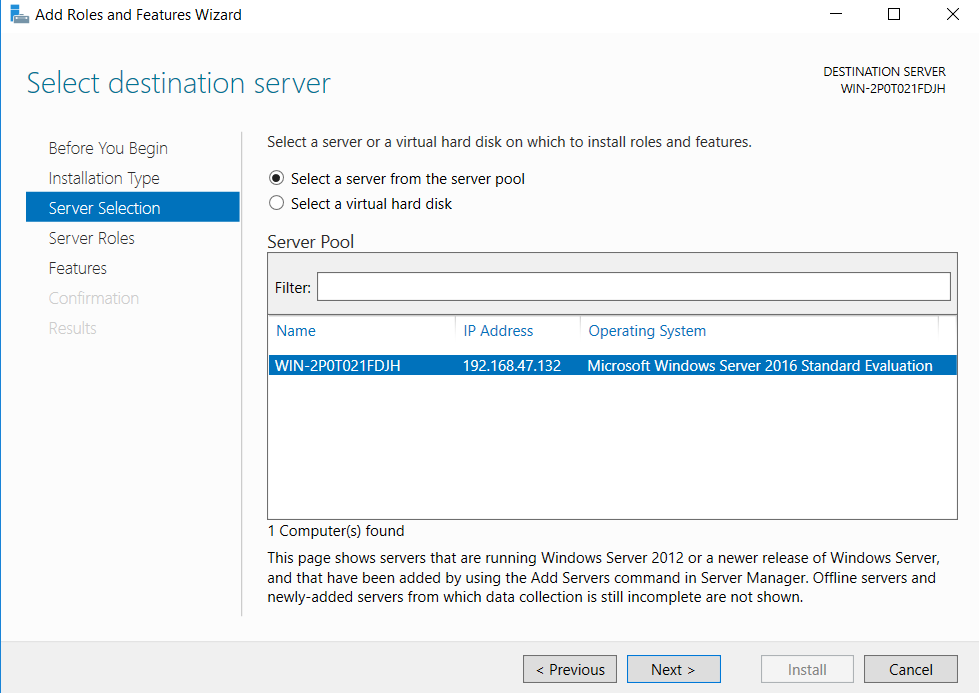 Add Roles and Features Wizard
Select destination server
DESTINATION SERVER
WIN-2P0T021FDJH
Before You Begin
Installation Type
Server Selection
Server Roles
Features
Confirmation
Results
Select a server or a virtual hard disk on which to install roles and features.
Select a server from the server pool
Select a virtual hard disk
Server Pool
Filter:
Name IP Address Operating System
WIN-2P0T021FDJH 192.168.47.132 Microsoft Windows Server 2016 Standard Evaluation
1 Computer(s) found
This page shows servers that are running Windows Server 2012 or a newer release of Windows Server,
and that have been added by using the Add Servers command in Server Manager. Offline servers and
newly-added servers from which data collection is still incomplete are not shown.
< Previous Next > Install Cancel